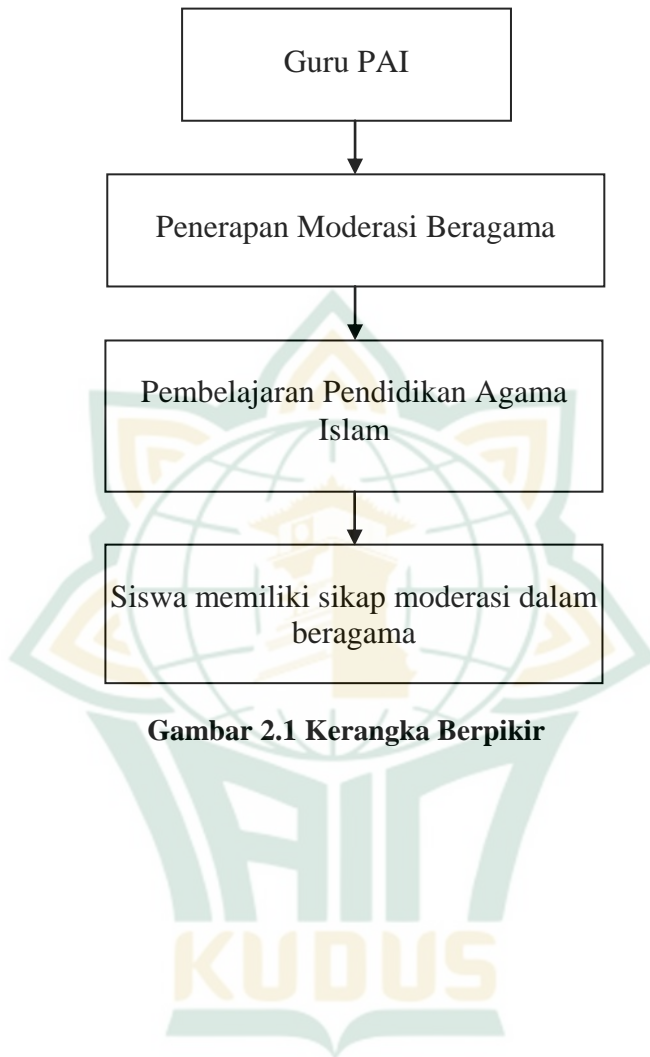 Guru PAI
Penerapan Moderasi Beragama
Pembelajaran Pendidikan Agama
Islam
Siswa memiliki sikap moderasi dalam
beragama
Gambar 2.1 Kerangka Berpikir
IAIN
KUDUS